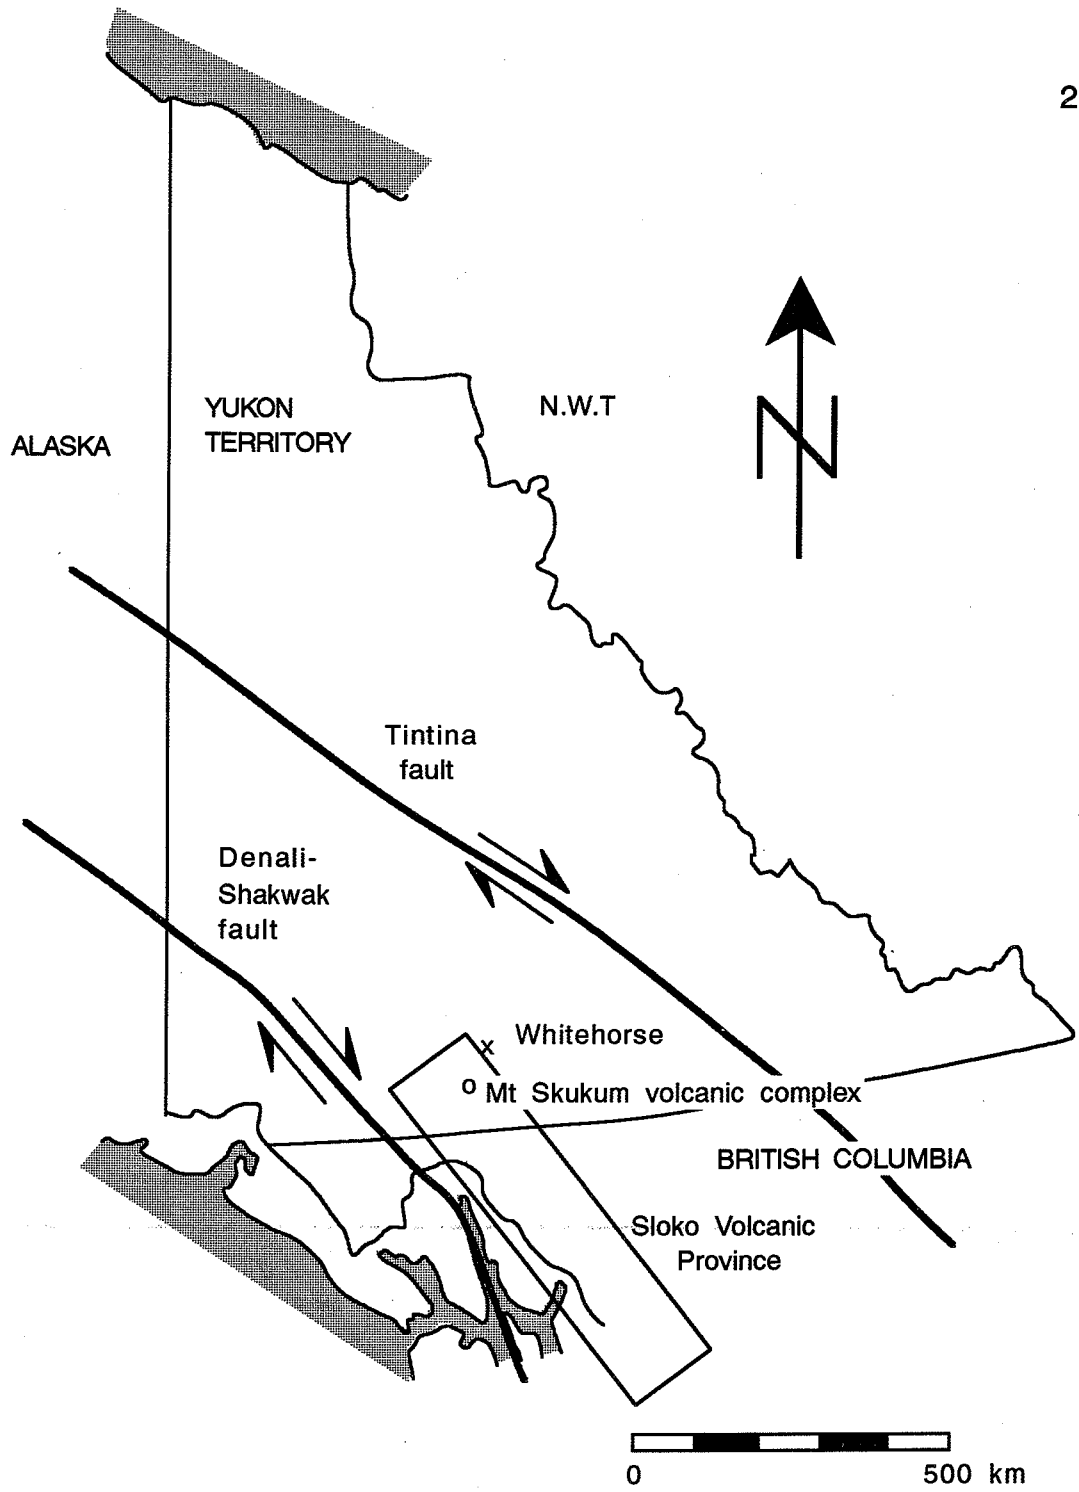 2
N
N.W.T
YUKON
TERRITORY
ALASKA
Tintina
fault
Denali-
Shakwak
fault
x Whitehorse
o Mt Skukum volcanic complex
BRITISH COLUMBIA
Sloko Volcanic
Province
0 500 km